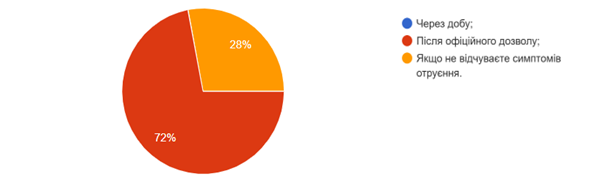 28%
72%
Через добу;
Після офіційного дозволу;
Якщо не відчуваєте симптомів
отруєння.